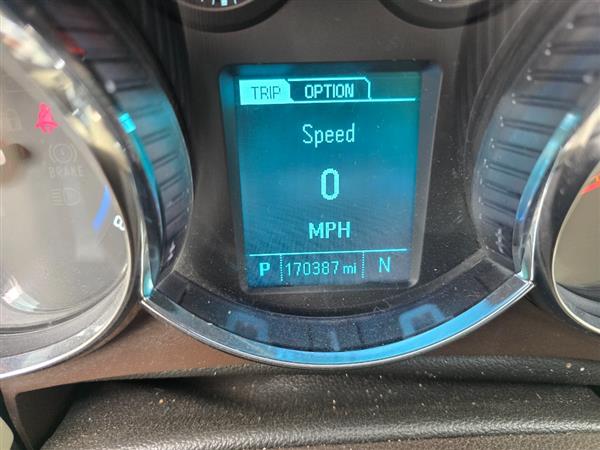 TRIP OPTION
Speed
0
MPH
P 170387 mi N
BRAKE